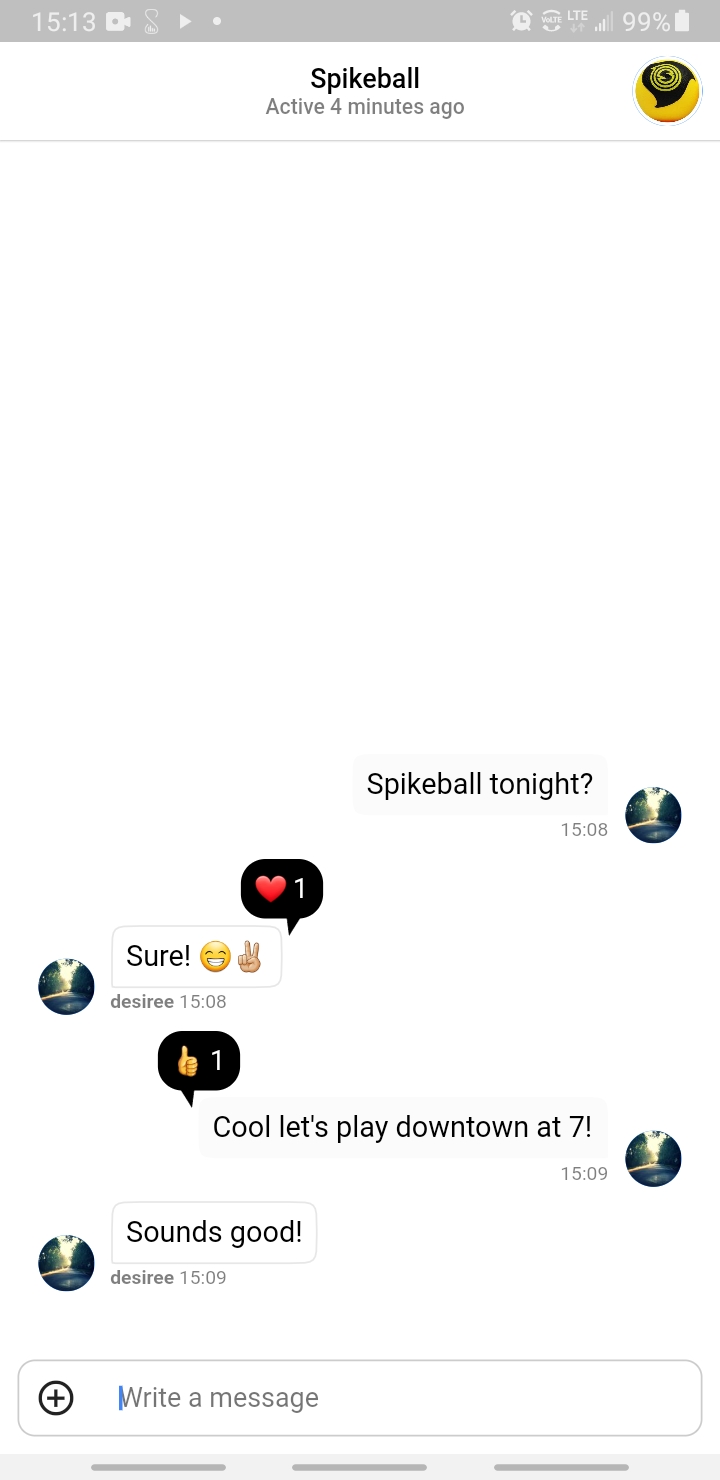 15:13 VoLTE LTE 99%
Spikeball
Active 4 minutes ago
Spikeball tonight?
15:08
❤️ 1
Sure! 😁✌🏼
desiree 15:08
👍 1
Cool let's play downtown at 7!
15:09
Sounds good!
desiree 15:09
Write a message